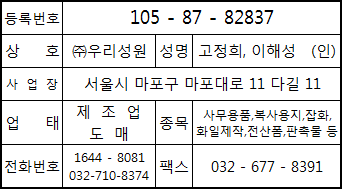 등록번호 105 - 87 - 82837
상 호 ㈜우리성원 성명 고정희, 이해성 (인)
사 업 장 서울시 마포구 마포대로 11 다길 11
업 태 제 조 업
도 매
종목 사무용품,복사용지,잡화,
화일제작,전산폼,판촉물 등
전화번호 1644 - 8081
032-710-8374
팩스 032 - 677 - 8391